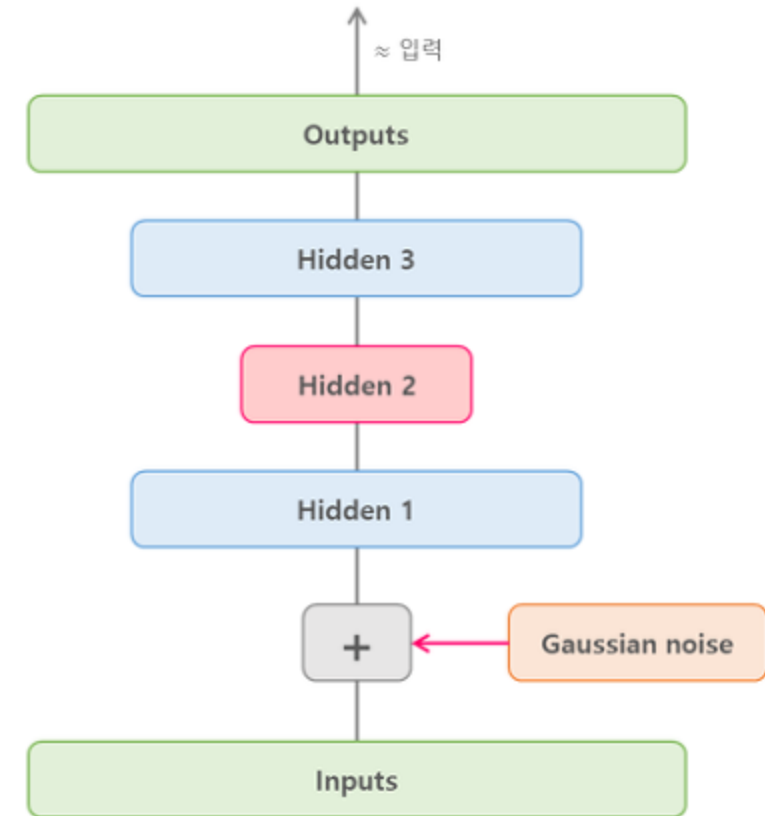 ≈ 입력
Outputs
Hidden 3
Hidden 2
Hidden 1
+
Gaussian noise
Inputs